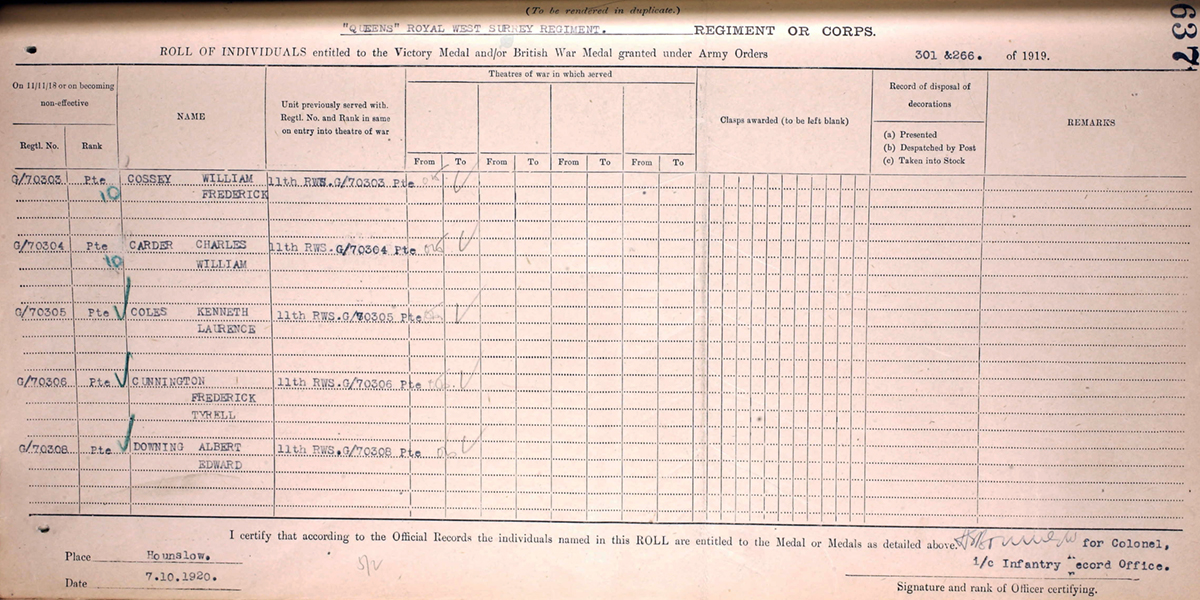 (To be rendered in duplicate.)
637
"QUEENS" ROYAL WEST SURREY REGIMENT. REGIMENT OR CORPS.
ROLL OF INDIVIDUALS entitled to the Victory Medal and/or British War Medal granted under Army Orders 301 &266. of 1919.
On 11/11/18 or on becoming non-effective
Regtl. No. Rank
NAME
Unit previously served with.
Regtl. No. and Rank in same
on entry into theatre of war
Theatres of war in which served
From To From To From To From To
Clasps awarded (to be left blank)
Record of disposal of
decorations
(a) Presented
(b) Despatched by Post
(c) Taken into Stock
REMARKS
G/70303 Pte COSSEY WILLIAM 11th RWS.G/70303 Pte
10 FREDERICK
G/70304 Pte CARDER CHARLES 11th RWS.G/70304 Pte
10 WILLIAM
G/70305 Pte COLES KENNETH 11th RWS.G/70305 Pte
LAURENCE
G/70306 Pte CUNNINGTON 11th RWS.G/70306 Pte
FREDERICK
TYRELL
G/70308 Pte DOWNING ALBERT 11th RWS.G/70308 Pte
EDWARD
I certify that according to the Official Records the individuals named in this ROLL are entitled to the Medal or Medals as detailed above.
for Colonel,
Place Hounslow.
i/c Infantry Record Office.
Date 7.10.1920.
Signature and rank of Officer certifying.